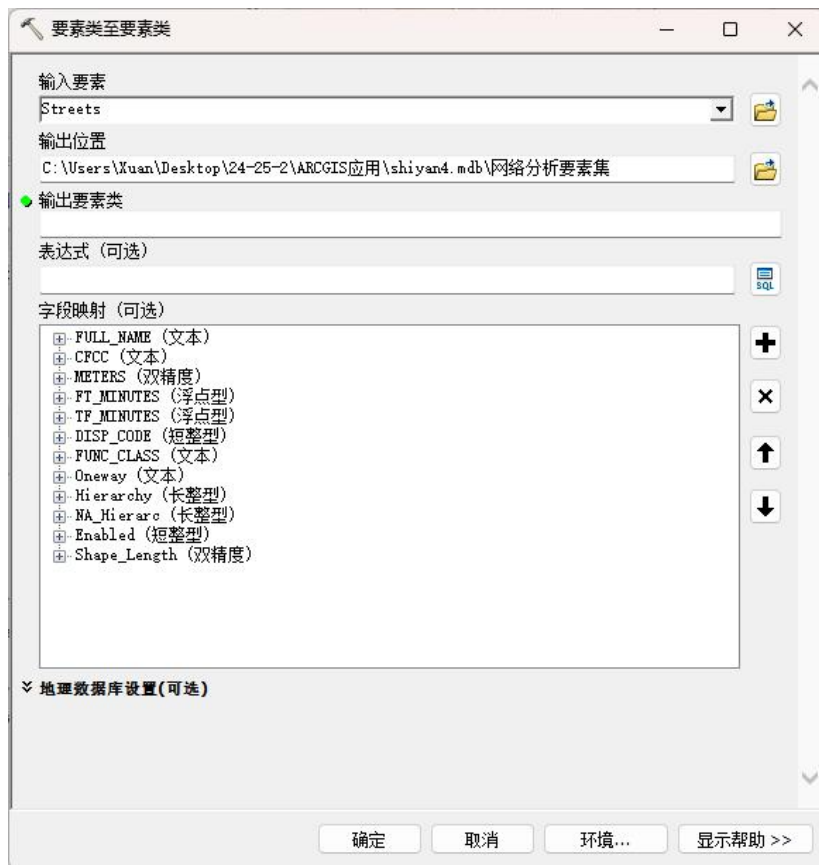 要素类至要素类
输入要素
Streets
输出位置
C:\Users\Xuan\Desktop\24-25-2\ARCGIS应用\shiyan4.mdb\网络分析要素集
输出要素类
表达式 (可选)
SQL
字段映射 (可选)
FULL_NAME (文本)
CFCC (文本)
METERS (双精度)
FT_MINUTES (浮点型)
TF_MINUTES (浮点型)
DISP_CODE (短整型)
FUNC_CLASS (文本)
Oneway (文本)
Hierarchy (长整型)
NA_Hierarc (长整型)
Enabled (短整型)
Shape_Length (双精度)
地理数据库设置(可选)
确定 取消 环境... 显示帮助 >>